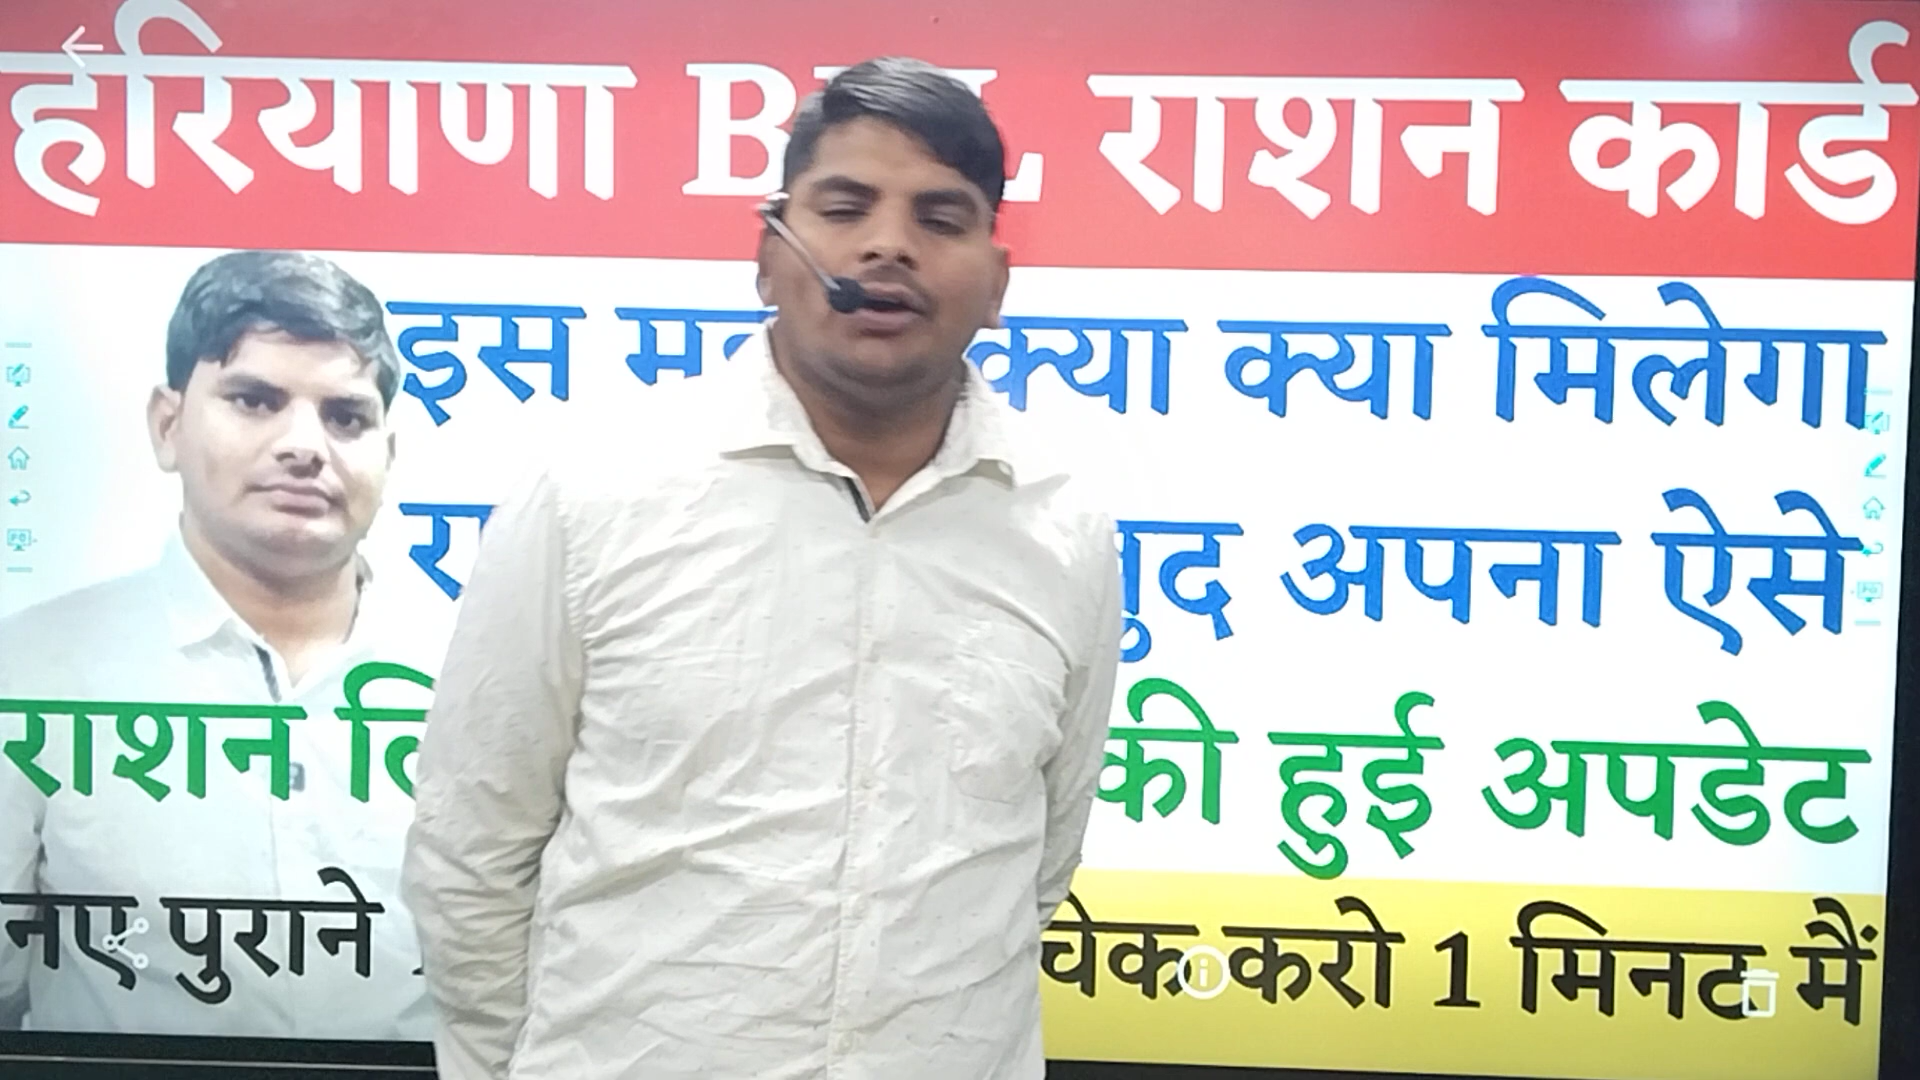 हरियाणा राशन कार्ड
इस क्या क्या मिलेगा
अपना ऐसे
राशन की हुई अपडेट
नए पुराने चेक करो 1 मिनट मैं